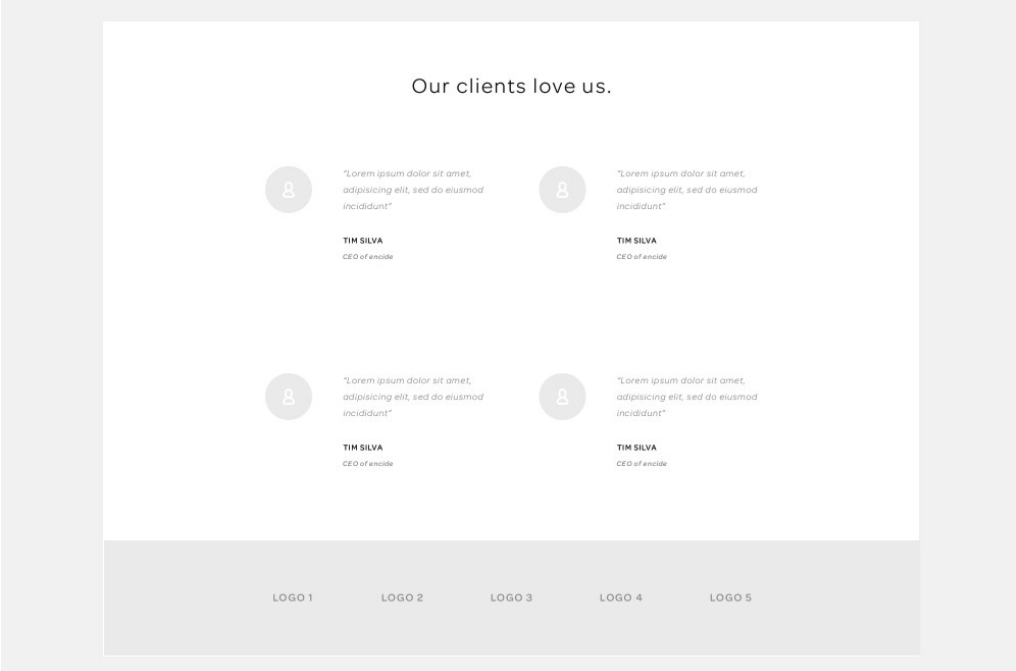 Our clients love us.
"Lorem ipsum dolor sit amet,
adipisicing elit, sed do eiusmod
incididunt"
TIM SILVA
CEO of encide
"Lorem ipsum dolor sit amet,
adipisicing elit, sed do eiusmod
incididunt"
TIM SILVA
CEO of encide
"Lorem ipsum dolor sit amet,
adipisicing elit, sed do eiusmod
incididunt"
TIM SILVA
CEO of encide
"Lorem ipsum dolor sit amet,
adipisicing elit, sed do eiusmod
incididunt"
TIM SILVA
CEO of encide
LOGO 1
LOGO 2
LOGO 3
LOGO 4
LOGO 5